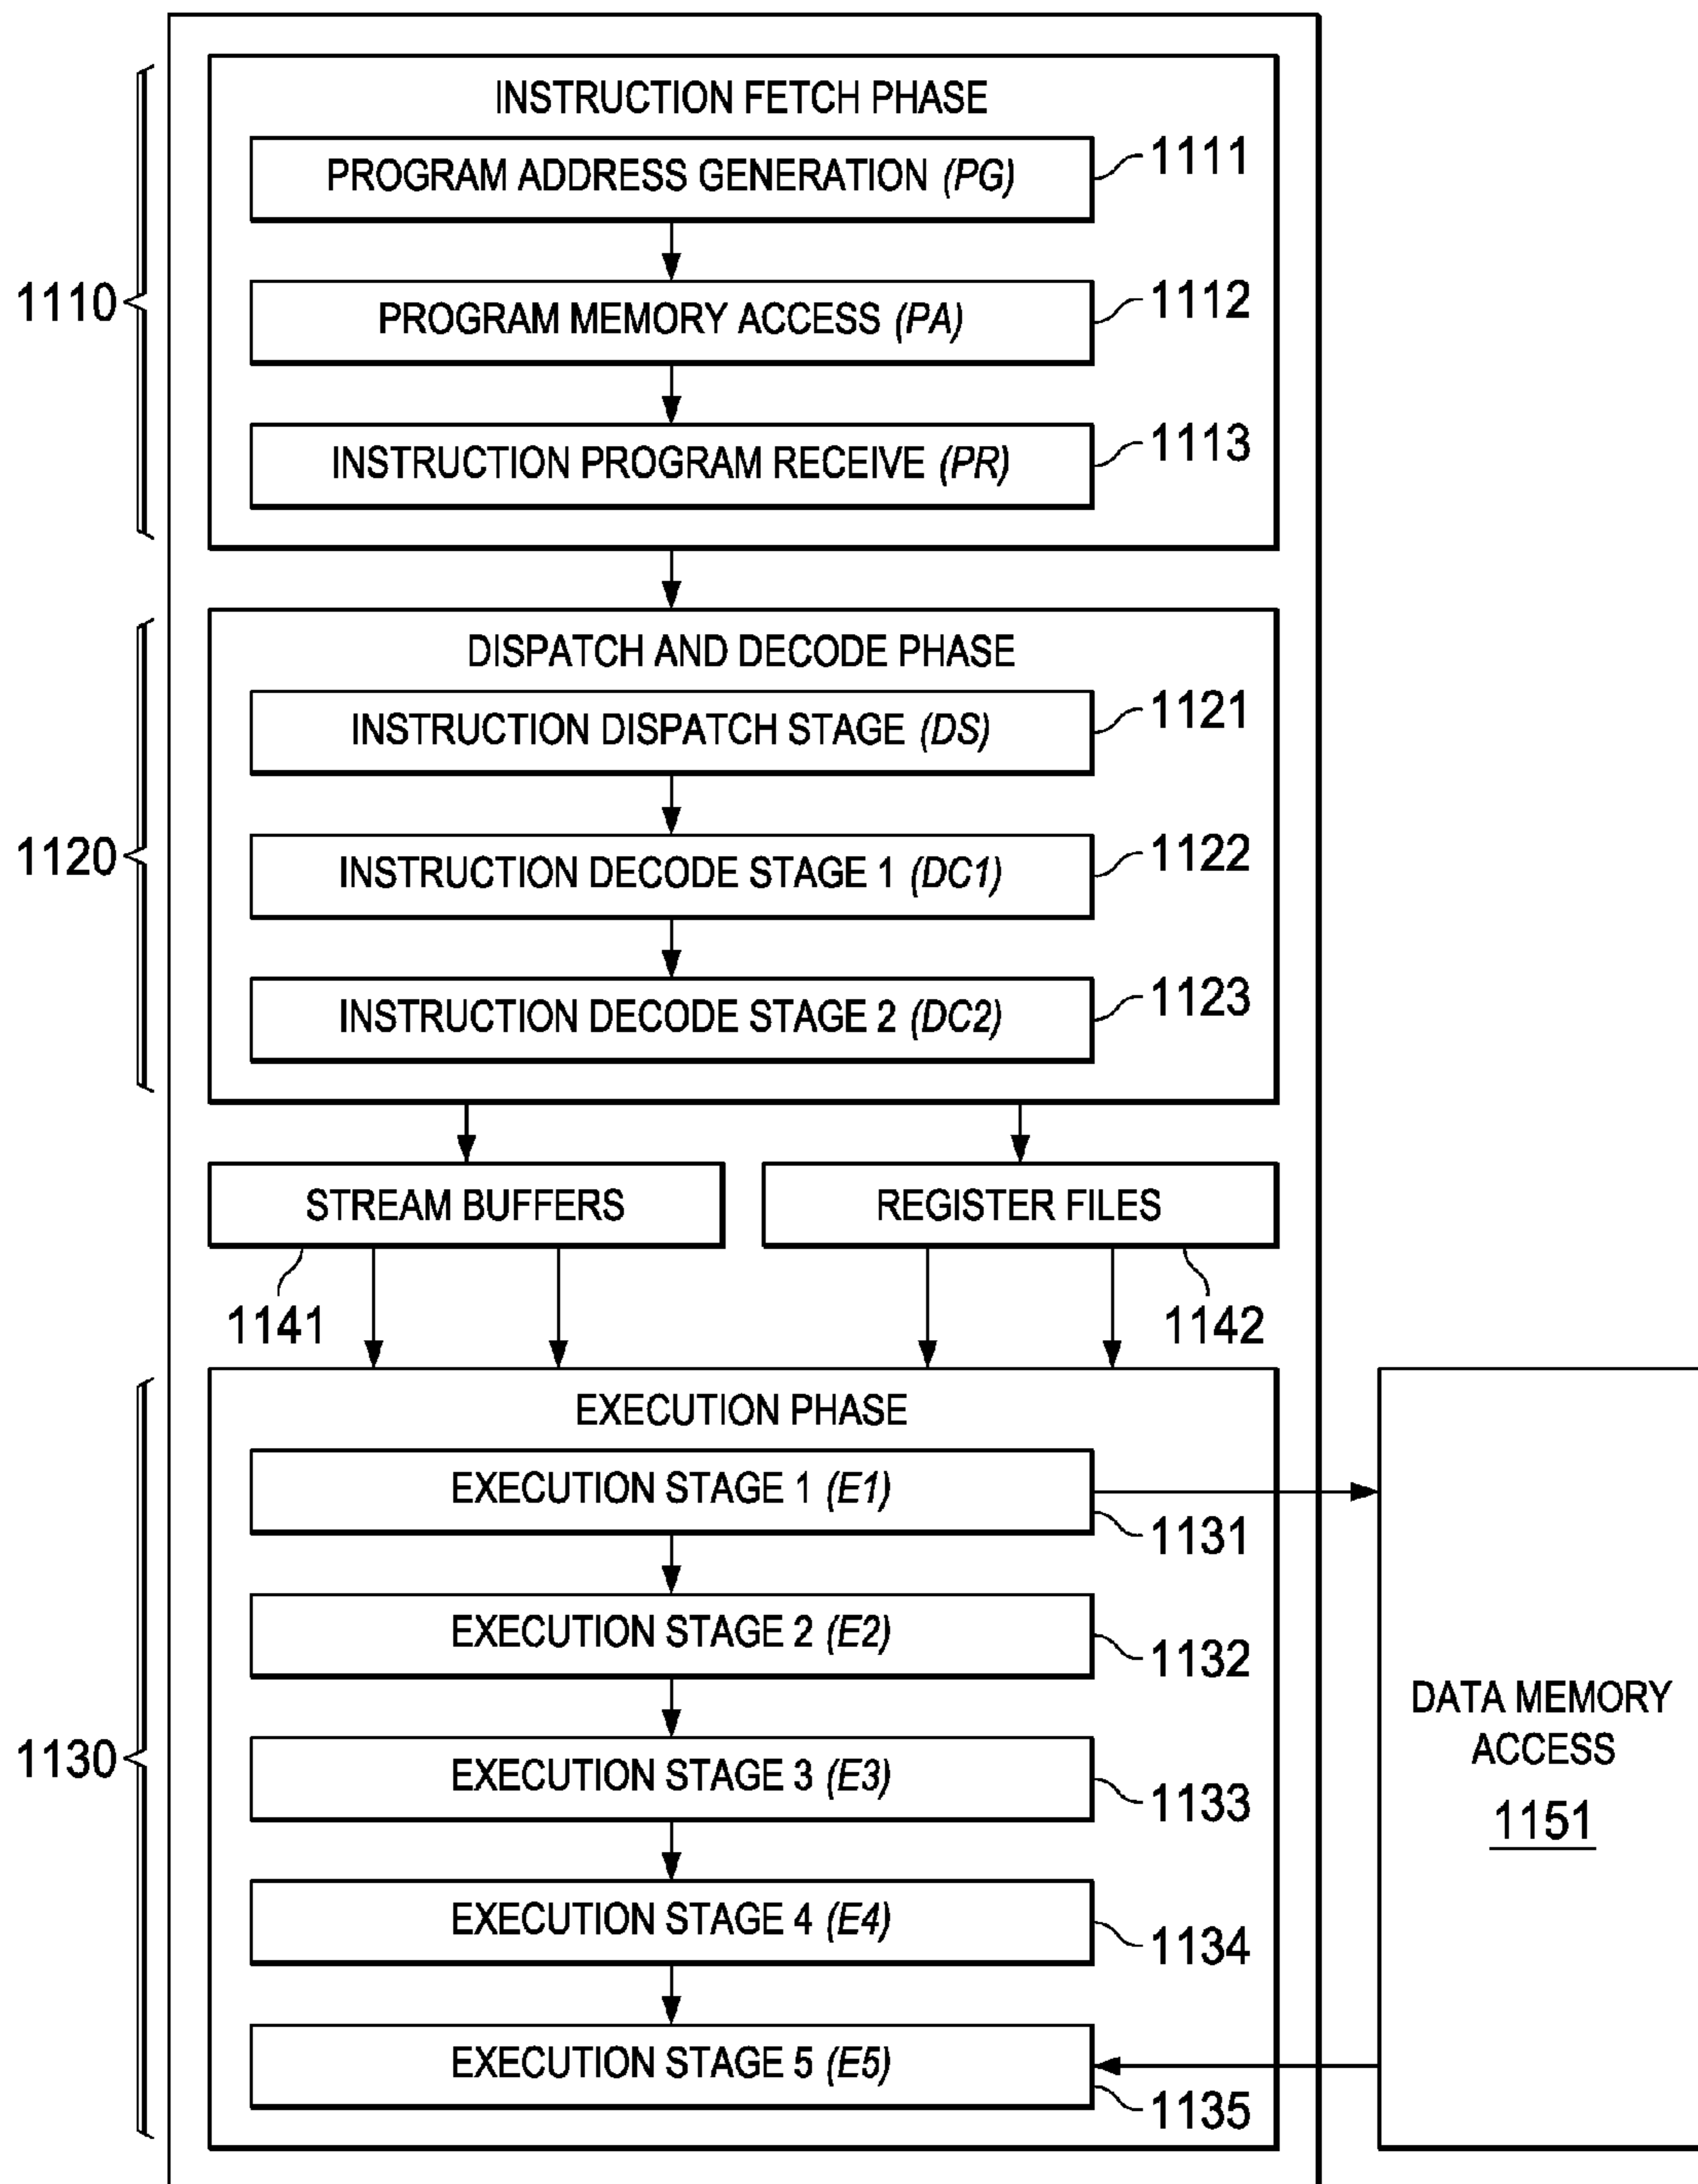 INSTRUCTION FETCH PHASE
PROGRAM ADDRESS GENERATION (PG)
1111
PROGRAM MEMORY ACCESS (PA)
1112
1110
INSTRUCTION PROGRAM RECEIVE (PR)
1113
DISPATCH AND DECODE PHASE
INSTRUCTION DISPATCH STAGE (DS)
1121
1120
INSTRUCTION DECODE STAGE 1 (DC1)
1122
INSTRUCTION DECODE STAGE 2 (DC2)
1123
STREAM BUFFERS
REGISTER FILES
1141
1142
EXECUTION PHASE
EXECUTION STAGE 1 (E1)
1131
EXECUTION STAGE 2 (E2)
1132
1130
EXECUTION STAGE 3 (E3)
1133
EXECUTION STAGE 4 (E4)
1134
EXECUTION STAGE 5 (E5)
1135
DATA MEMORY
ACCESS
1151